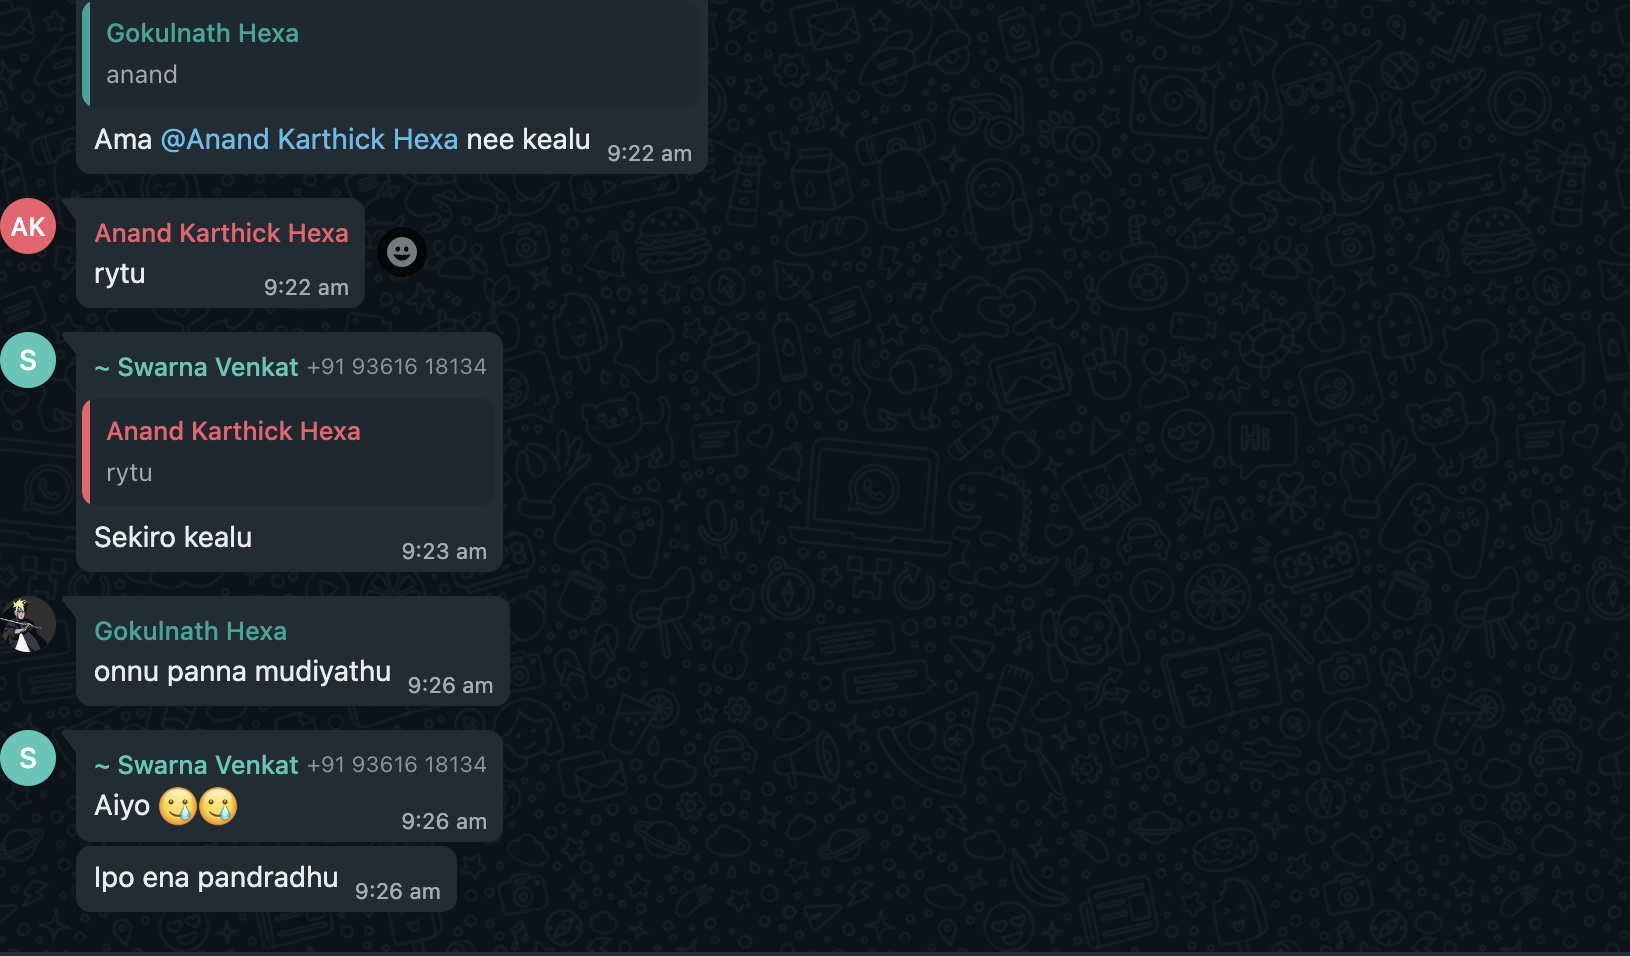 Gokulnath Hexa
anand
Ama @Anand Karthick Hexa nee kealu 9:22 am
AK
Anand Karthick Hexa
rytu 9:22 am
S
~ Swarna Venkat +91 93616 18134
Anand Karthick Hexa
rytu
Sekiro kealu 9:23 am
Gokulnath Hexa
onnu panna mudiyathu 9:26 am
S
~ Swarna Venkat +91 93616 18134
Aiyo 🥲🥲 9:26 am
Ipo ena pandradhu 9:26 am